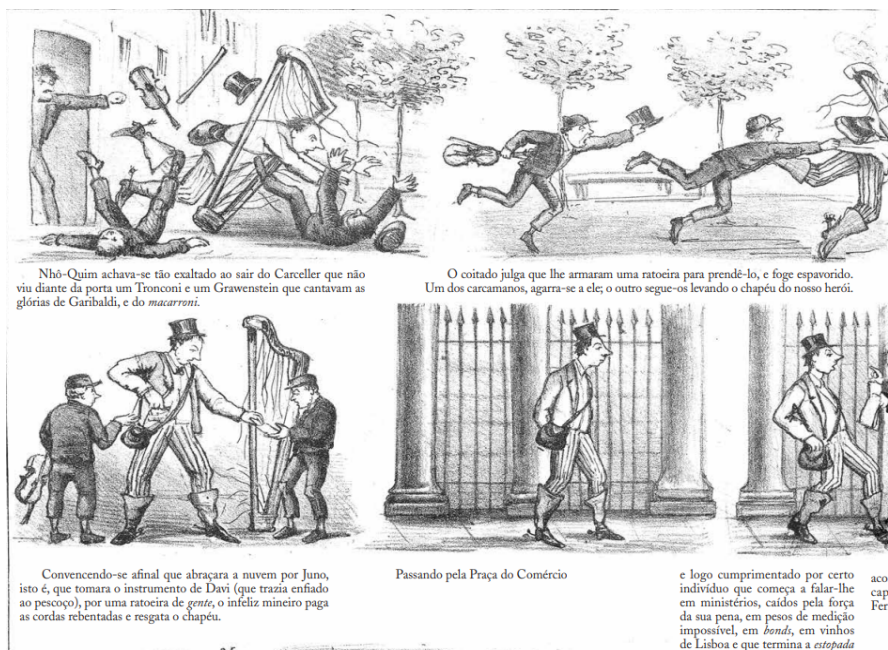 Nhô-Quim achava-se tão exaltado ao sair do Carceller que não
viu diante da porta um Tronconi e um Grawenstein que cantavam as
glórias de Garibaldi, e do macarroni.
O coitado julga que lhe armaram uma ratoeira para prendê-lo, e foge espavorido.
Um dos carcamanos, agarra-se a ele; o outro segue-os levando o chapéu do nosso herói.
Convencendo-se afinal que abraçara a nuvem por Juno,
isto é, que tomara o instrumento de Davi (que trazia enfiado
ao pescoço), por uma ratoeira de gente, o infeliz mineiro paga
as cordas rebentadas e resgata o chapéu.
Passando pela Praça do Comércio
e logo cumprimentado por certo
indivíduo que começa a falar-lhe
em ministérios, caídos pela força
da sua pena, em pesos de medição
impossível, em bonds, em vinhos
de Lisboa e que termina a estopada
aco
cap
Fer